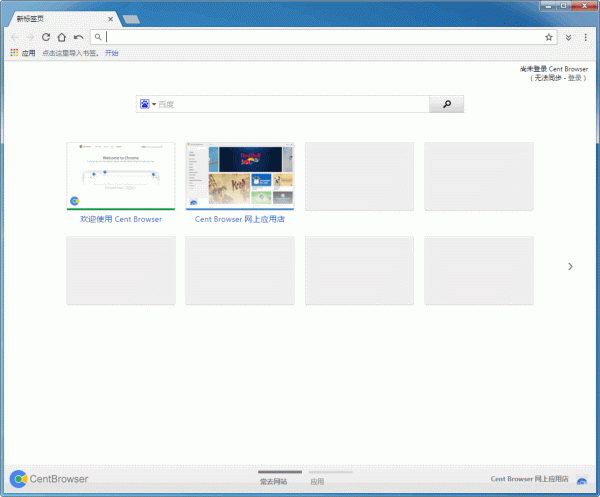 新标签页
应用 点击这里导入书签。 开始
尚未登录 Cent Browser
（无法同步 - 登录）
百度
Welcome to Chrome
欢迎使用 Cent Browser
Cent Browser 网上应用店
CentBrowser
常去网站
应用
Cent Browser 网上应用店